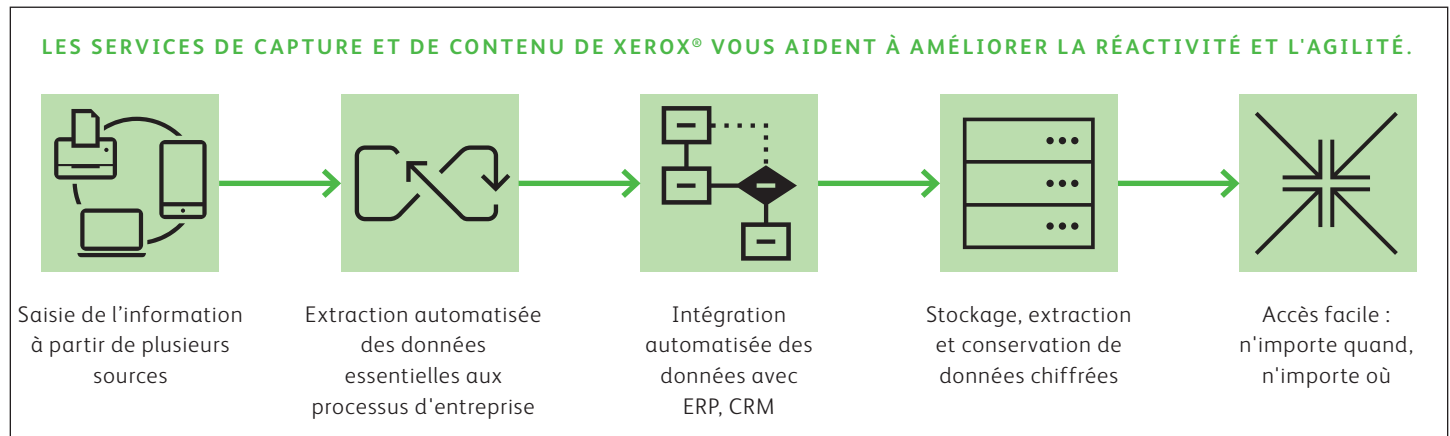 LES SERVICES DE CAPTURE ET DE CONTENU DE XEROX® VOUS AIDENT À AMÉLIORER LA RÉACTIVITÉ ET L'AGILITÉ.
Saisie de l’information
à partir de plusieurs
sources
Extraction automatisée
des données
essentielles aux
processus d'entreprise
Intégration
automatisée des
données avec
ERP, CRM
Stockage, extraction
et conservation de
données chiffrées
Accès facile :
n'importe quand,
n'importe où